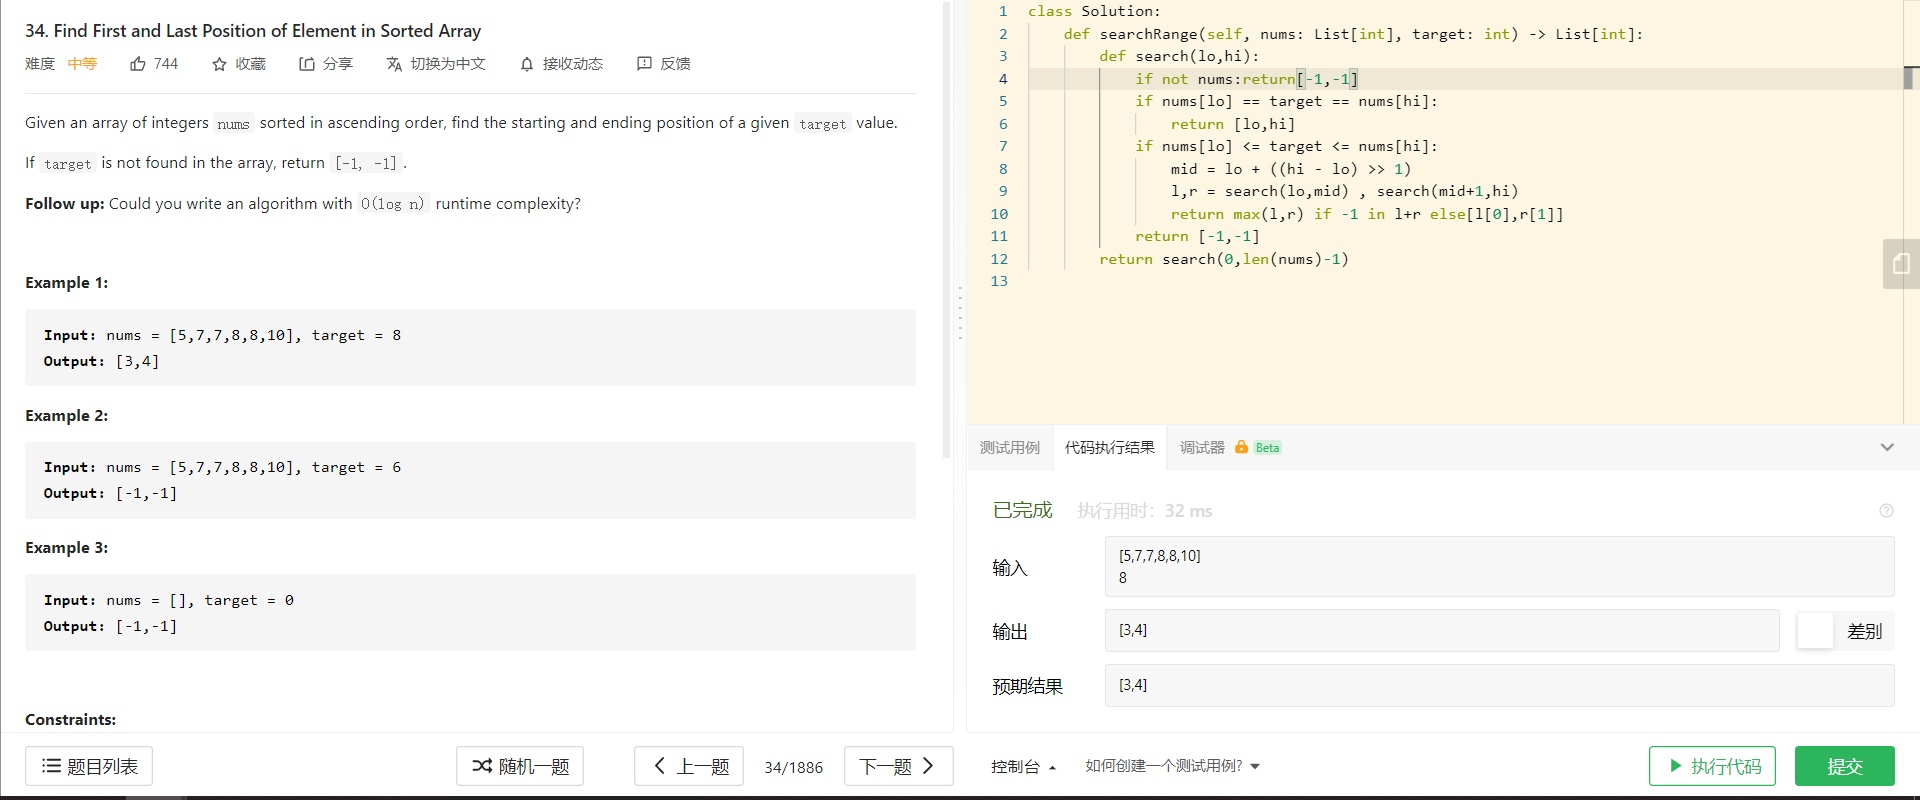 34. Find First and Last Position of Element in Sorted Array
难度 中等 744 收藏 分享 切换为中文 接收动态 反馈
Given an array of integers nums sorted in ascending order, find the starting and ending position of a given target value.
If target is not found in the array, return [-1, -1].
Follow up: Could you write an algorithm with O(log n) runtime complexity?
Example 1:
Input: nums = [5,7,7,8,8,10], target = 8
Output: [3,4]
Example 2:
Input: nums = [5,7,7,8,8,10], target = 6
Output: [-1,-1]
Example 3:
Input: nums = [], target = 0
Output: [-1,-1]
Constraints:
题目列表 随机一题 上一题 34/1886 下一题
1 class Solution:
2 def searchRange(self, nums: List[int], target: int) -> List[int]:
3 def search(lo,hi):
4 if not nums:return[-1,-1]
5 if nums[lo] == target == nums[hi]:
6 return [lo,hi]
7 if nums[lo] <= target <= nums[hi]:
8 mid = lo + ((hi - lo) >> 1)
9 l,r = search(lo,mid) , search(mid+1,hi)
10 return max(l,r) if -1 in l+r else[l[0],r[1]]
11 return [-1,-1]
12 return search(0,len(nums)-1)
13
测试用例 代码执行结果 调试器 Beta
已完成 执行用时: 32 ms
输入
[5,7,7,8,8,10]
8
输出
[3,4]
差别
预期结果
[3,4]
控制台 如何创建一个测试用例? 执行代码 提交